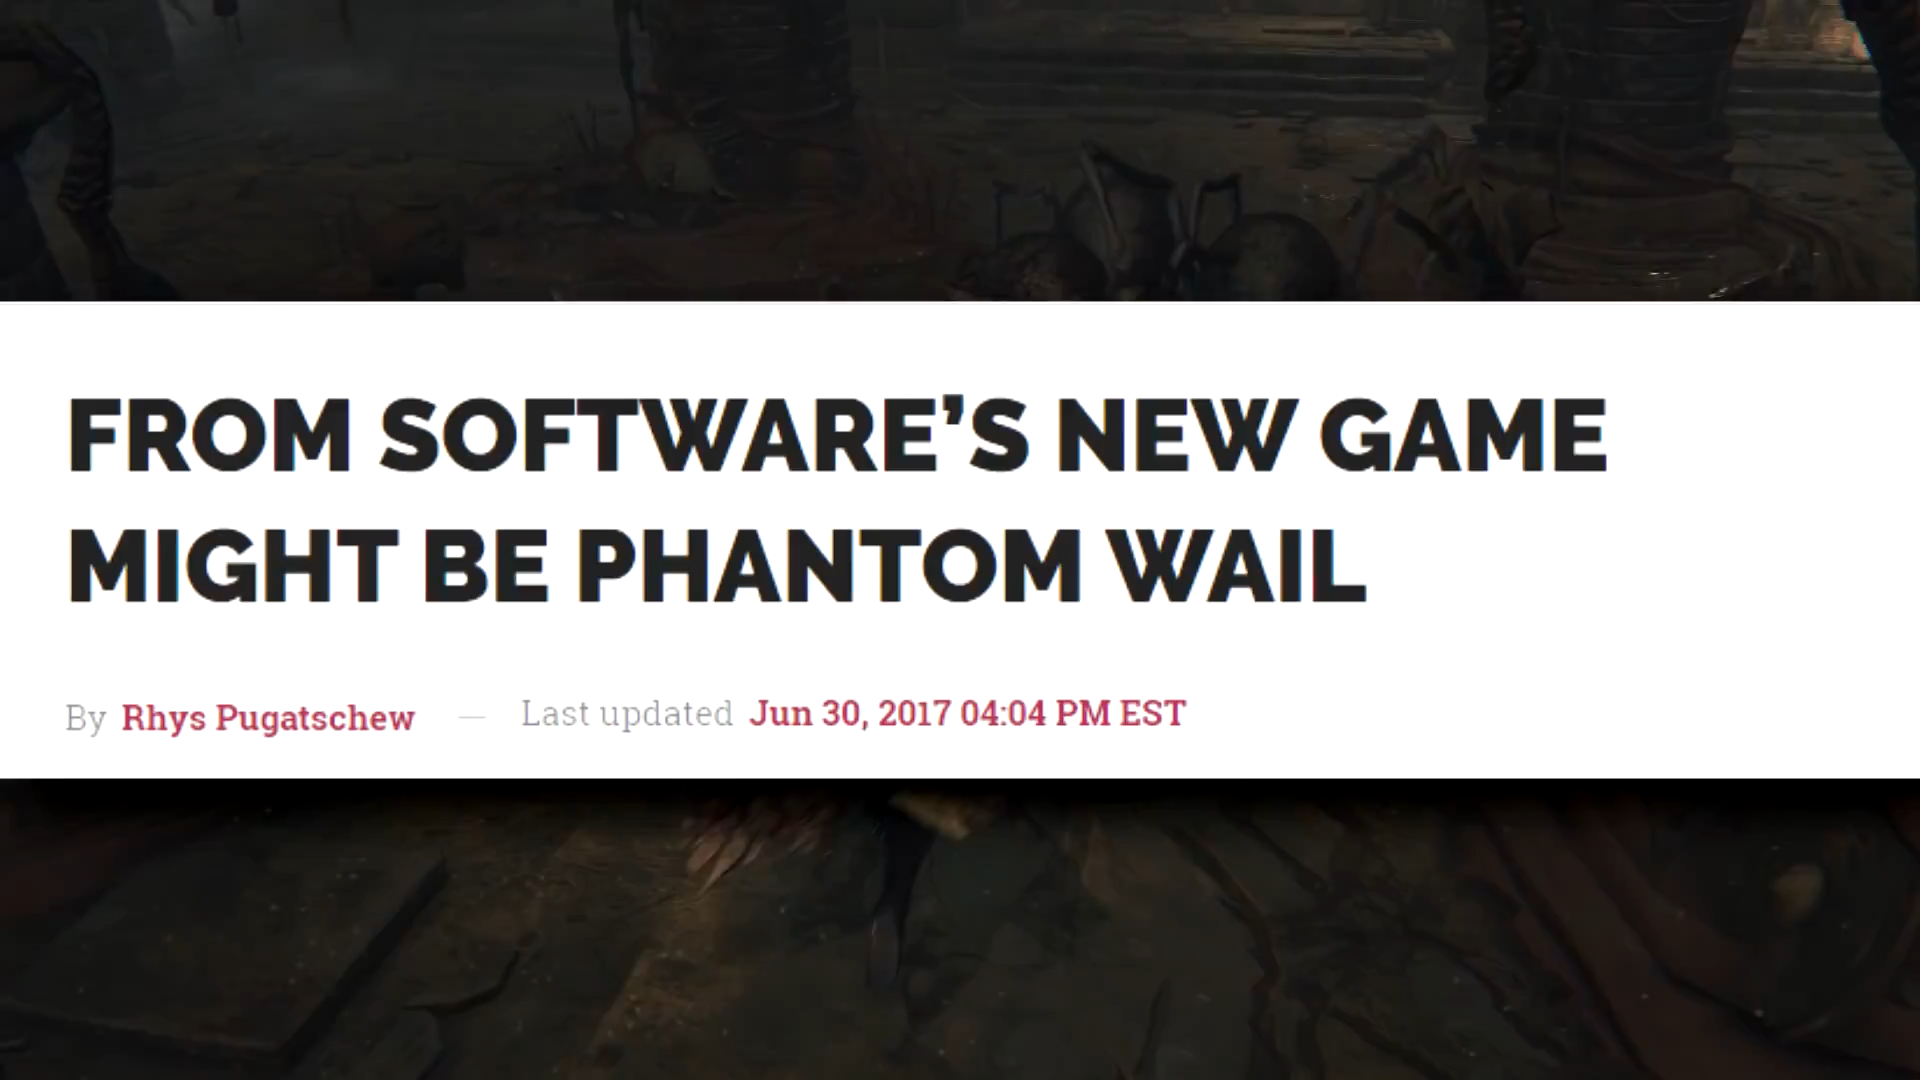 FROM SOFTWARE’S NEW GAME
MIGHT BE PHANTOM WAIL
By Rhys Pugatschew — Last updated Jun 30, 2017 04:04 PM EST